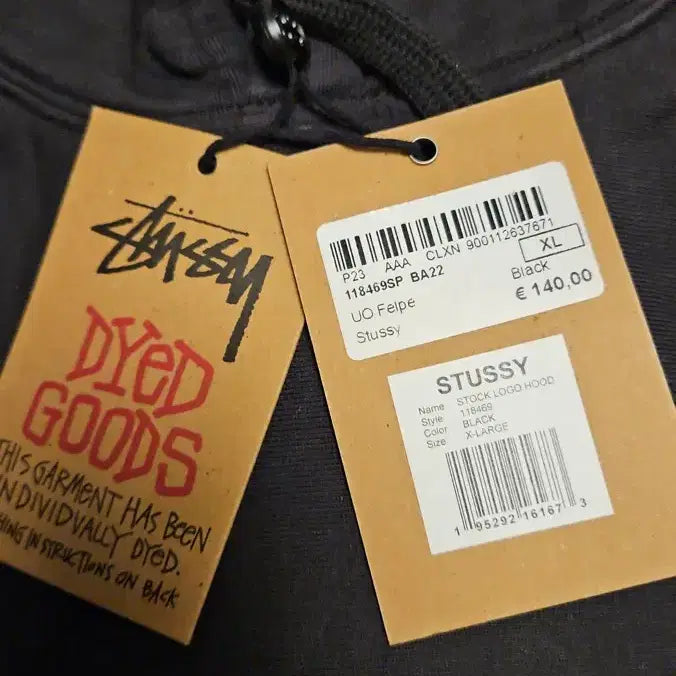 STÜSSY
DYED
GOODS
THIS GARMENT HAS BEEN
INDIVIDUALLY DYED.
HING INSTRUCTIONS ON BACK
P23 AAA CLXN 900112637671
118469SP BA22
XL
UO Felpe
Black
Stussy
€ 140,00
STUSSY
Name STOCK LOGO HOOD
Style 118469
Color BLACK
Size X-LARGE
1 95292 16167 3